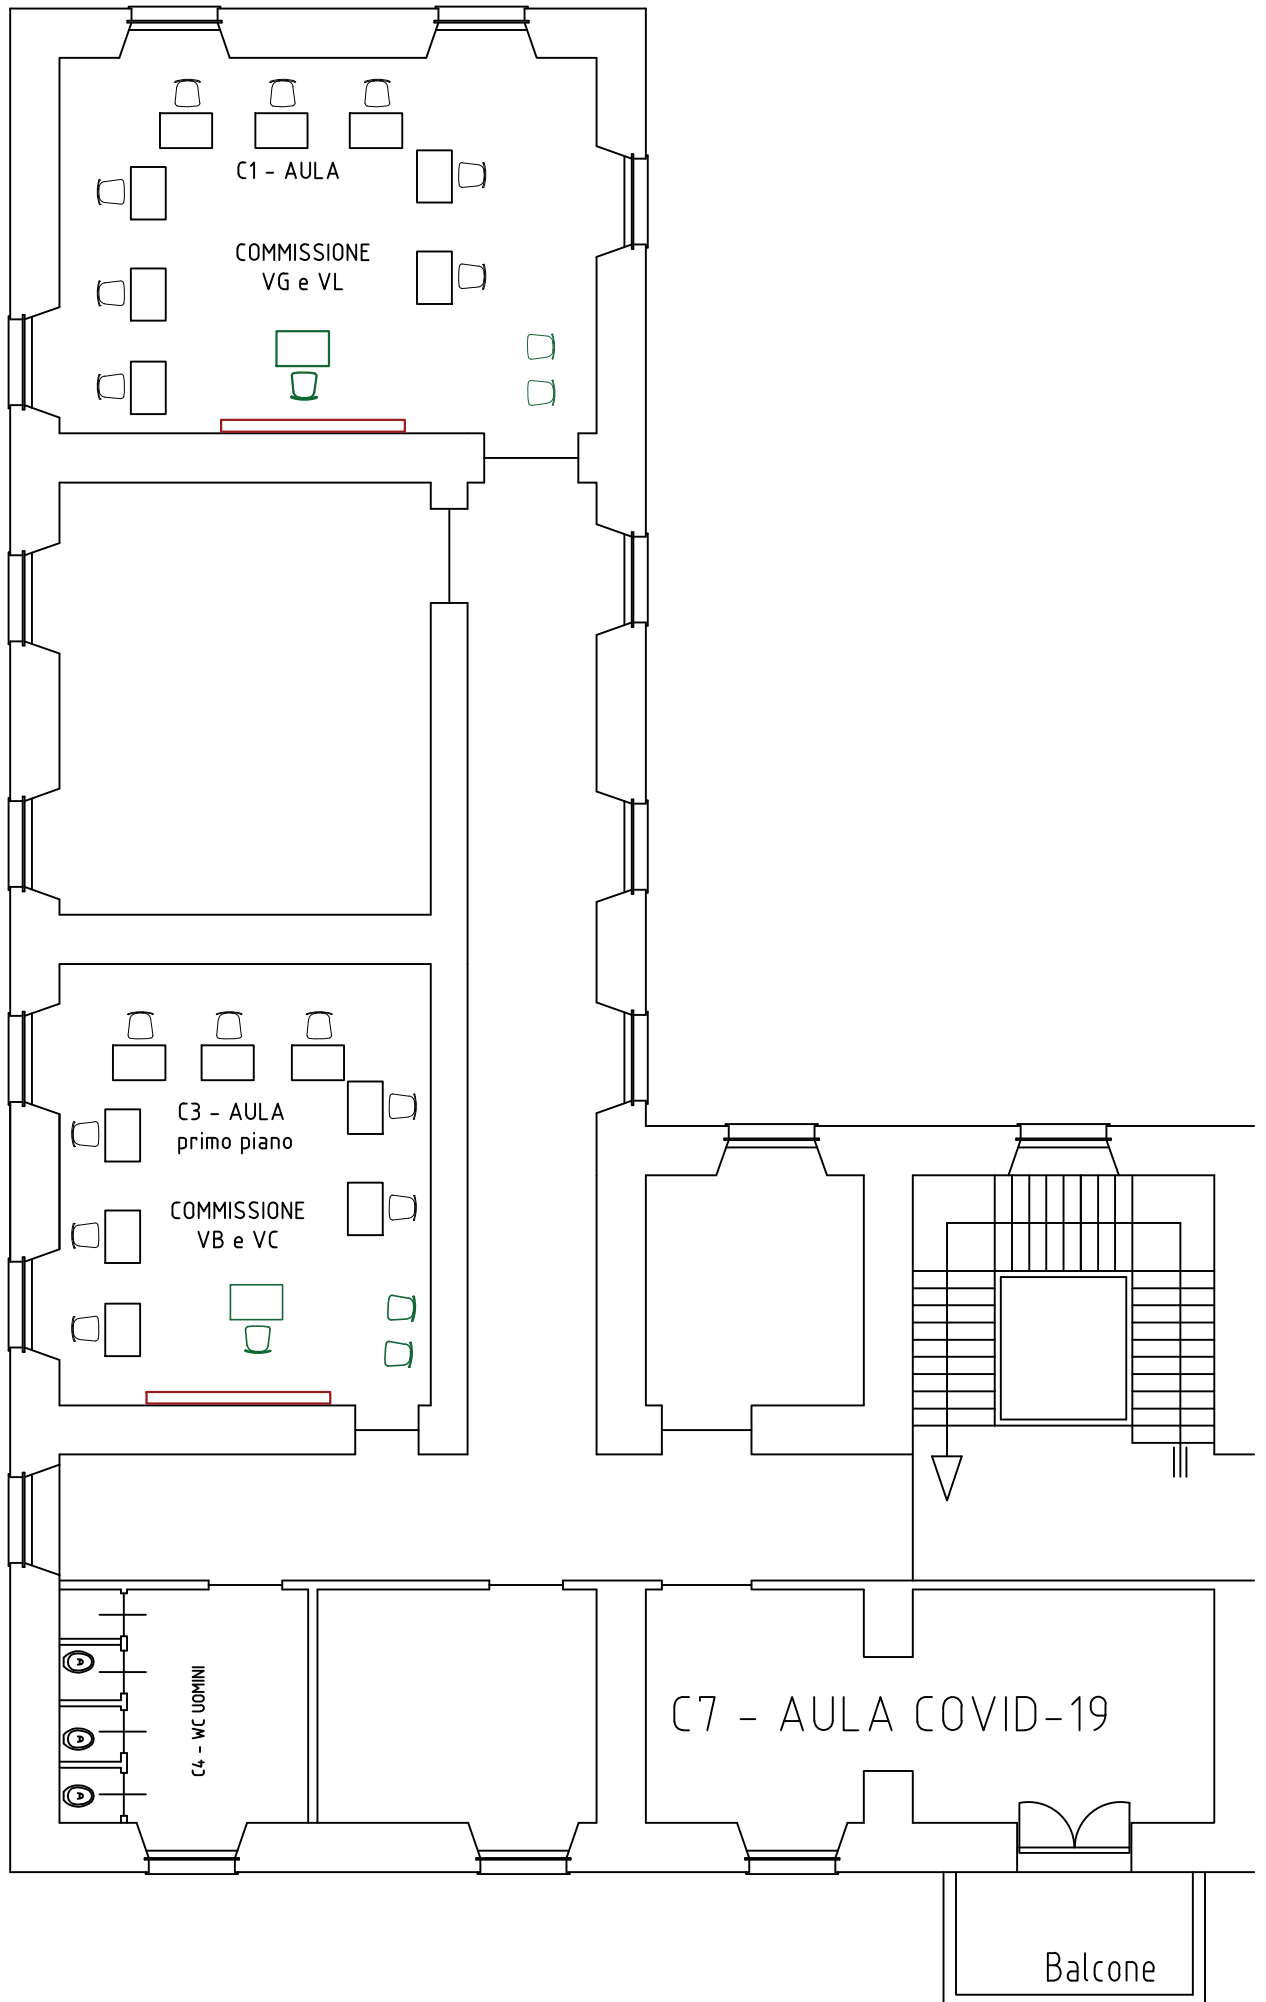 C1 - AULA
COMMISSIONE
VG e VL
C3 - AULA
primo piano
COMMISSIONE
VB e VC
A
A
A
C4 - WC UOMINI
C7 - AULA COVID-19
Balcone